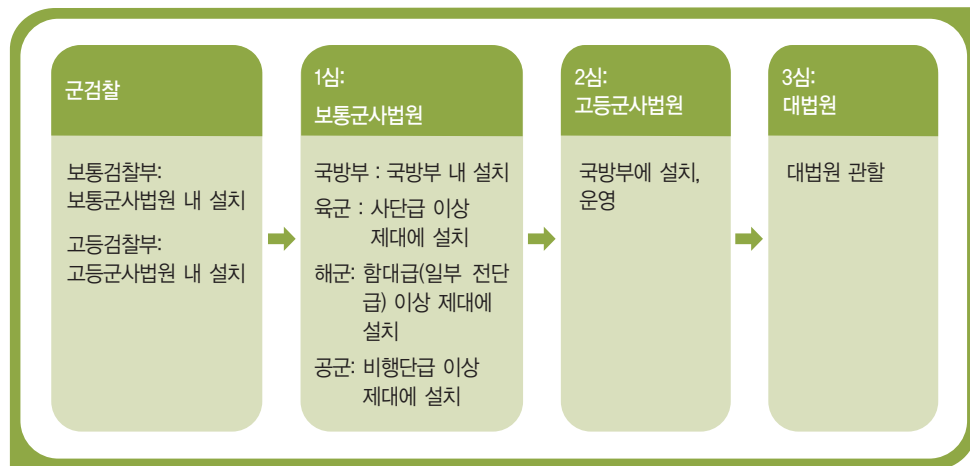 군검찰
보통검찰부:
보통군사법원 내 설치
고등검찰부:
고등군사법원 내 설치
1심:
보통군사법원
국방부 : 국방부 내 설치
육군 : 사단급 이상
제대에 설치
해군: 함대급(일부 전단
급) 이상 제대에
설치
공군: 비행단급 이상
제대에 설치
2심:
고등군사법원
국방부에 설치,
운영
3심:
대법원
대법원 관할